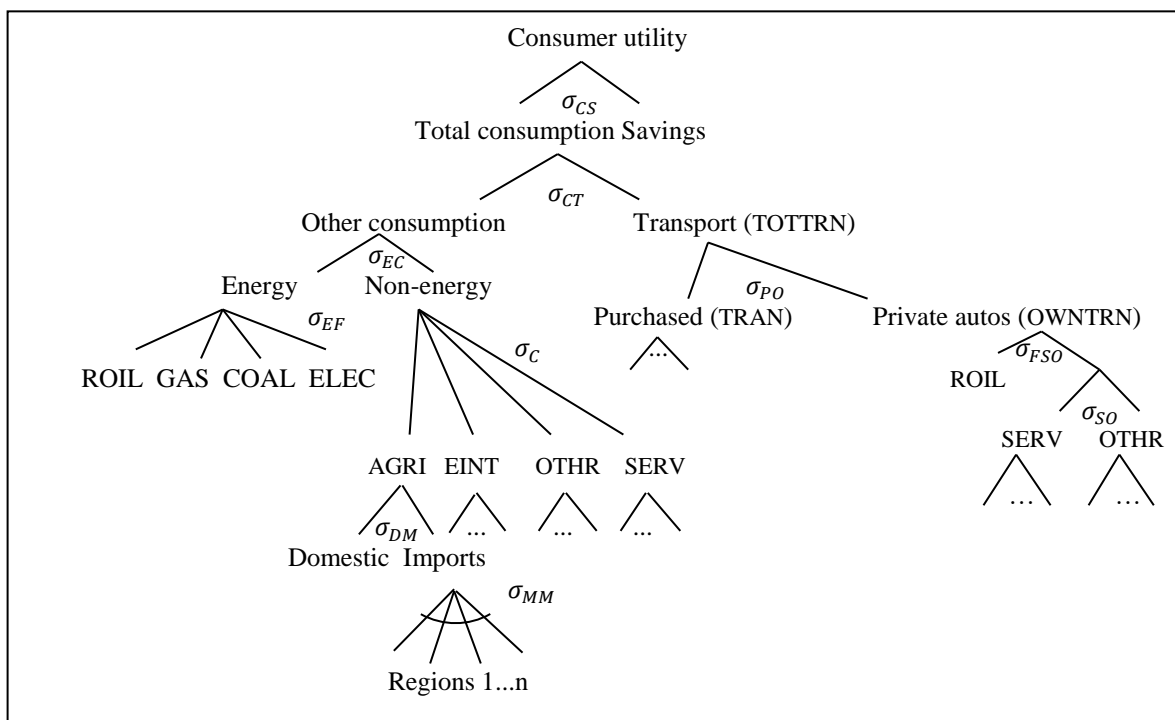 Consumer utility
σ_CS
Total consumption Savings
σ_CT
Other consumption Transport (TOTTRN)
σ_EC
σ_PO
Energy Non-energy
Purchased (TRAN) Private autos (OWNTRN)
σ_EF
σ_C
...
σ_FSO
ROIL GAS COAL ELEC
ROIL
σ_SO
SERV OTHR
AGRI EINT OTHR SERV
... ...
σ_DM ... ... ...
Domestic Imports
σ_MM
Regions 1...n